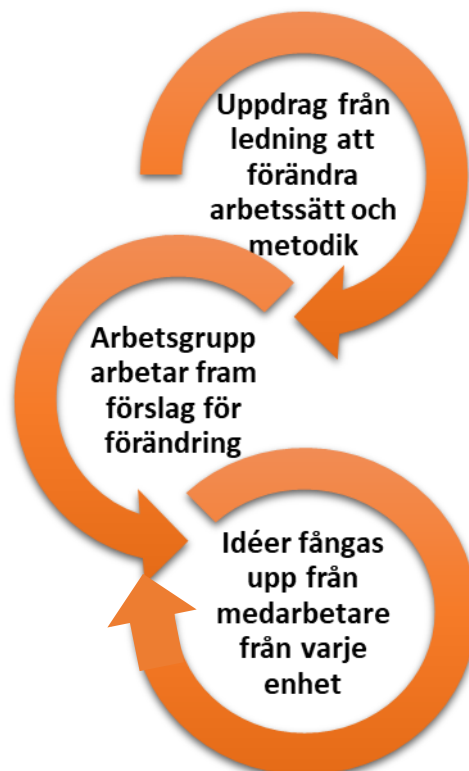 Uppdrag från
ledning att
förändra
arbetssätt och
metodik
Arbetsgrupp
arbetar fram
förslag för
förändring
Idéer fångas
upp från
medarbetare
från varje
enhet